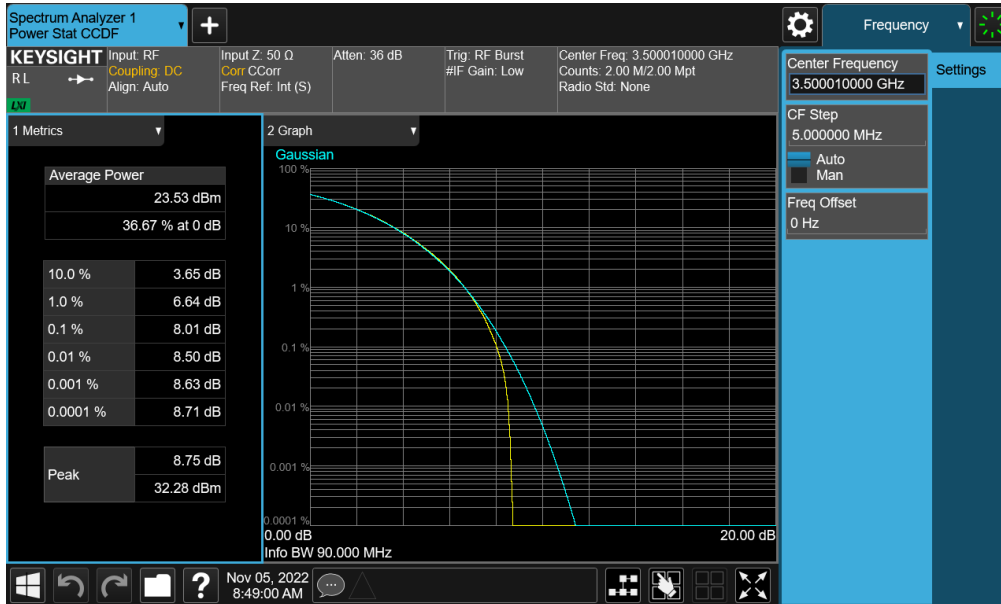 Spectrum Analyzer 1
Power Stat CCDF
Frequency
KEYSIGHT
R L
LXI
Input: RF
Coupling: DC
Align: Auto
Input Z: 50 Ω
Corr CCorr
Freq Ref: Int (S)
Atten: 36 dB
Trig: RF Burst
#IF Gain: Low
Center Freq: 3.500010000 GHz
Counts: 2.00 M/2.00 Mpt
Radio Std: None
Center Frequency
3.500010000 GHz
Settings
CF Step
5.000000 MHz
Auto
Man
Freq Offset
0 Hz
1 Metrics
Average Power
23.53 dBm
36.67 % at 0 dB
10.0 % 3.65 dB
1.0 % 6.64 dB
0.1 % 8.01 dB
0.01 % 8.50 dB
0.001 % 8.63 dB
0.0001 % 8.71 dB
Peak
8.75 dB
32.28 dBm
2 Graph
Gaussian
100 %
10 %
1 %
0.1 %
0.01 %
0.001 %
0.0001 %
0.00 dB 20.00 dB
Info BW 90.000 MHz
?
Nov 05, 2022
8:49:00 AM